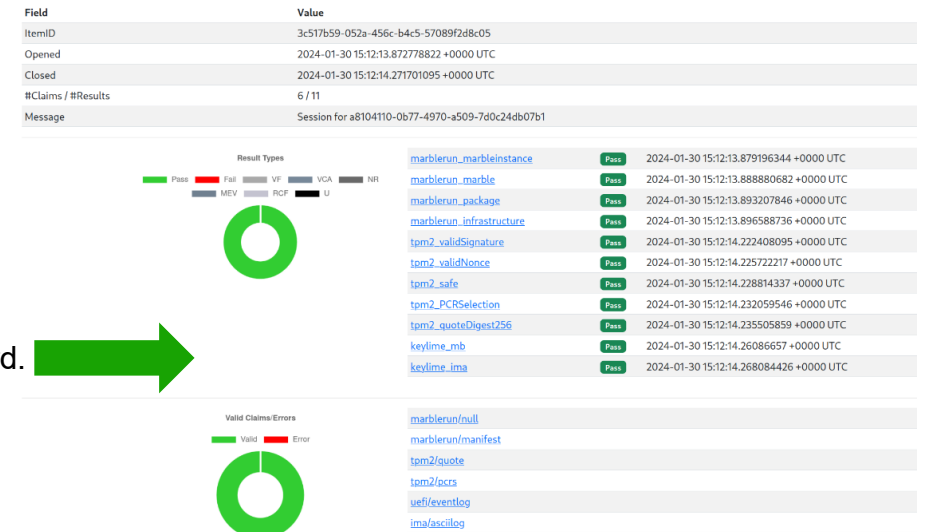 Field Value
ItemID 3c517b59-052a-456c-b4c5-57089f2d8c05
Opened 2024-01-30 15:12:13.872778822 +0000 UTC
Closed 2024-01-30 15:12:14.271701095 +0000 UTC
#Claims / #Results 6 / 11
Message Session for a8104110-0b77-4970-a509-7d0c24db07b1
Result Types
Pass Fail VF VCA NR
MEV RCF U
marblerun_marbleinstance Pass 2024-01-30 15:12:13.879196344 +0000 UTC
marblerun_marble Pass 2024-01-30 15:12:13.888880682 +0000 UTC
marblerun_package Pass 2024-01-30 15:12:13.893207846 +0000 UTC
marblerun_infrastructure Pass 2024-01-30 15:12:13.896588736 +0000 UTC
tpm2_validSignature Pass 2024-01-30 15:12:14.222408095 +0000 UTC
tpm2_validNonce Pass 2024-01-30 15:12:14.225722217 +0000 UTC
tpm2_safe Pass 2024-01-30 15:12:14.228814337 +0000 UTC
tpm2_PCRSelection Pass 2024-01-30 15:12:14.232059546 +0000 UTC
tpm2_quoteDigest256 Pass 2024-01-30 15:12:14.235505859 +0000 UTC
keylime_mb Pass 2024-01-30 15:12:14.26086657 +0000 UTC
keylime_ima Pass 2024-01-30 15:12:14.268084426 +0000 UTC
d.
Valid Claims/Errors
Valid Error
marblerun/null
marblerun/manifest
tpm2/quote
tpm2/pcrs
uefi/eventlog
ima/asciilog